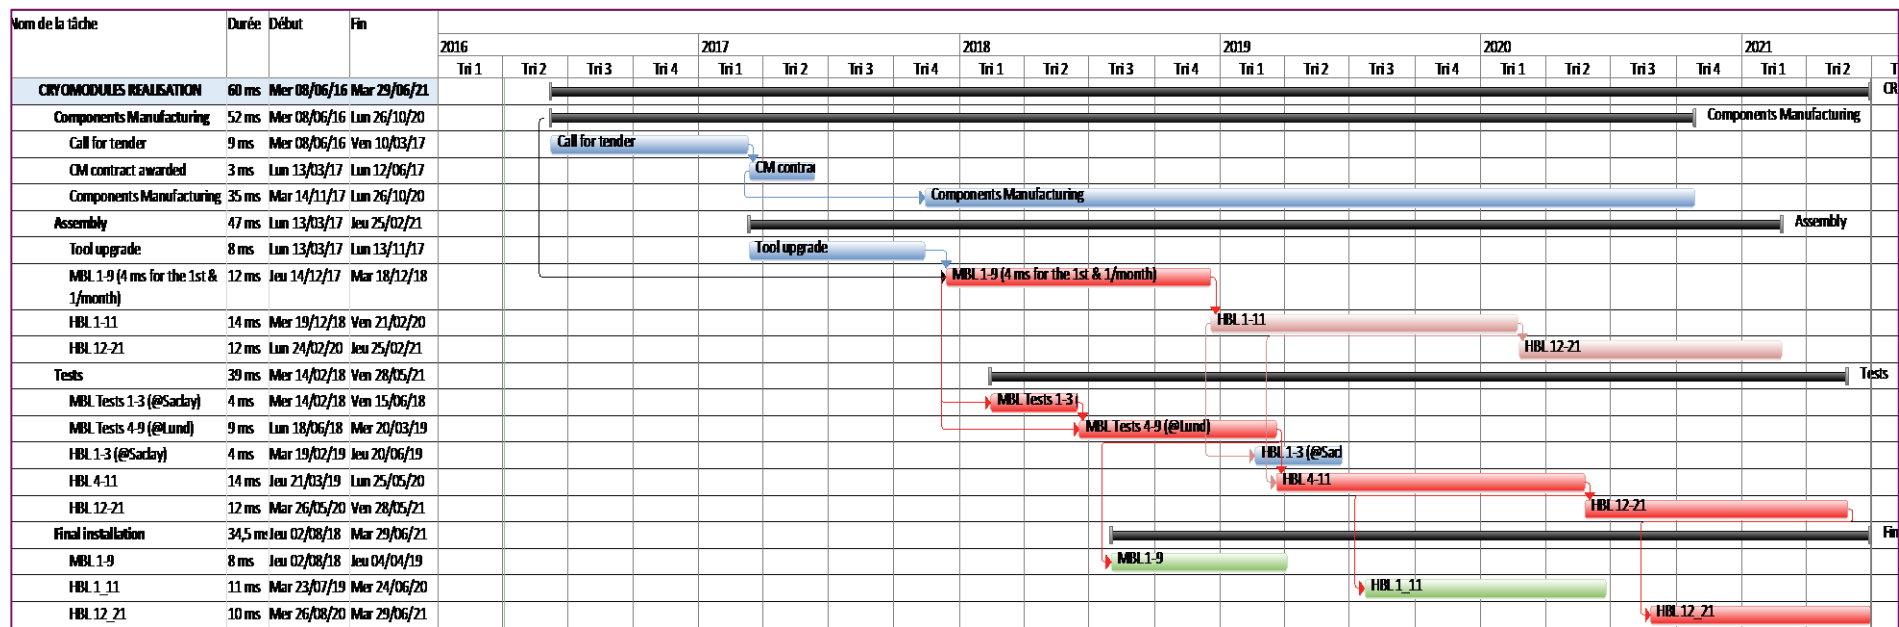 Nom de la tâche Durée Début Fin
2016 2017 2018 2019 2020 2021
Tri 1 Tri 2 Tri 3 Tri 4 Tri 1 Tri 2 Tri 3 Tri 4 Tri 1 Tri 2 Tri 3 Tri 4 Tri 1 Tri 2 Tri 3 Tri 4 Tri 1 Tri 2 Tri 3 Tri 4 Tri 1 Tri 2 T
CRYOMODULES REALISATION 60 ms Mer 08/06/16 Mar 29/06/21 CR
Components Manufacturing 52 ms Mer 08/06/16 Lun 26/10/20 Components Manufacturing
Call for tender 9 ms Mer 08/06/16 Ven 10/03/17 Call for tender
CM contract awarded 3 ms Lun 13/03/17 Lun 12/06/17 CM contra
Components Manufacturing 35 ms Mar 14/11/17 Lun 26/10/20 Components Manufacturing
Assembly 47 ms Lun 13/03/17 Jeu 25/02/21 Assembly
Tool upgrade 8 ms Lun 13/03/17 Lun 13/11/17 Tool upgrade
MBL 1-9 (4 ms for the 1st & 12 ms Jeu 14/12/17 Mar 18/12/18 MBL 1-9 (4 ms for the 1st & 1/month)
1/month)
HBL 1-11 14 ms Mer 19/12/18 Ven 21/02/20 HBL 1-11
HBL 12-21 12 ms Lun 24/02/20 Jeu 25/02/21 HBL 12-21
Tests 39 ms Mer 14/02/18 Ven 28/05/21 Tests
MBL Tests 1-3 (@Saclay) 4 ms Mer 14/02/18 Ven 15/06/18 MBL Tests 1-3 (
MBL Tests 4-9 (@Lund) 9 ms Lun 18/06/18 Mer 20/03/19 MBL Tests 4-9 (@Lund)
HBL 1-3 (@Saclay) 4 ms Mar 19/02/19 Jeu 20/06/19 HBL 1-3 (@Sacl
HBL 4-11 14 ms Jeu 21/03/19 Lun 25/05/20 HBL 4-11
HBL 12-21 12 ms Mar 26/05/20 Ven 28/05/21 HBL 12-21
Final installation 34,5 ms Jeu 02/08/18 Mar 29/06/21 Fin
MBL 1-9 8 ms Jeu 02/08/18 Jeu 04/04/19 MBL 1-9
HBL 1_11 11 ms Mar 23/07/19 Mer 24/06/20 HBL 1_11
HBL 12_21 10 ms Mer 26/08/20 Mar 29/06/21 HBL 12_21